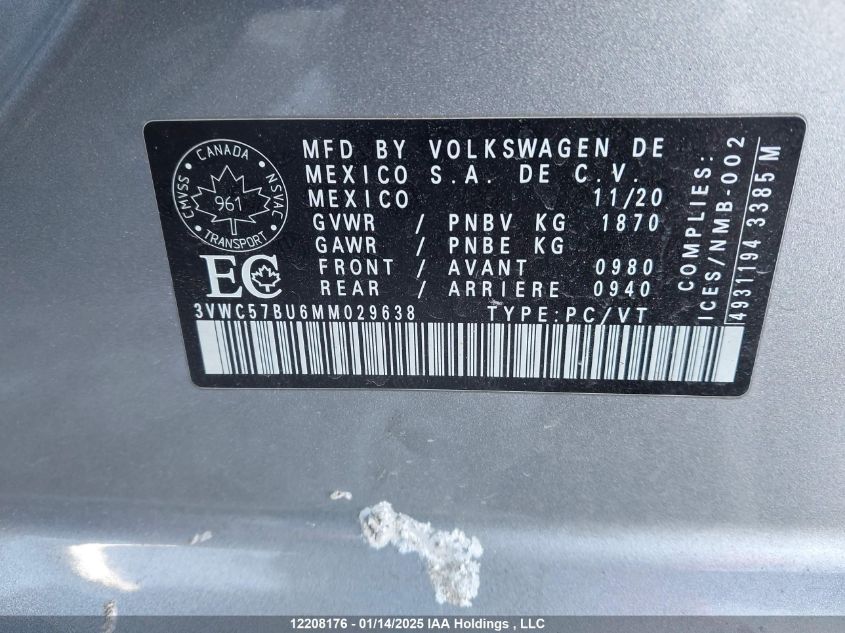 CANADA
CMVSS
NSVAC
961
TRANSPORT
EC
MFD BY VOLKSWAGEN DE
MEXICO S.A. DE C.V.
MEXICO 11/20
GVWR / PNBV KG 1870
GAWR / PNBE KG
FRONT / AVANT 0980
REAR / ARRIERE 0940
3VWC57BU6MM029638 TYPE:PC/VT
COMPLIES:
ICES/NMB-002
4931194 3385 M
12208176 - 01/14/2025 IAA Holdings, LLC